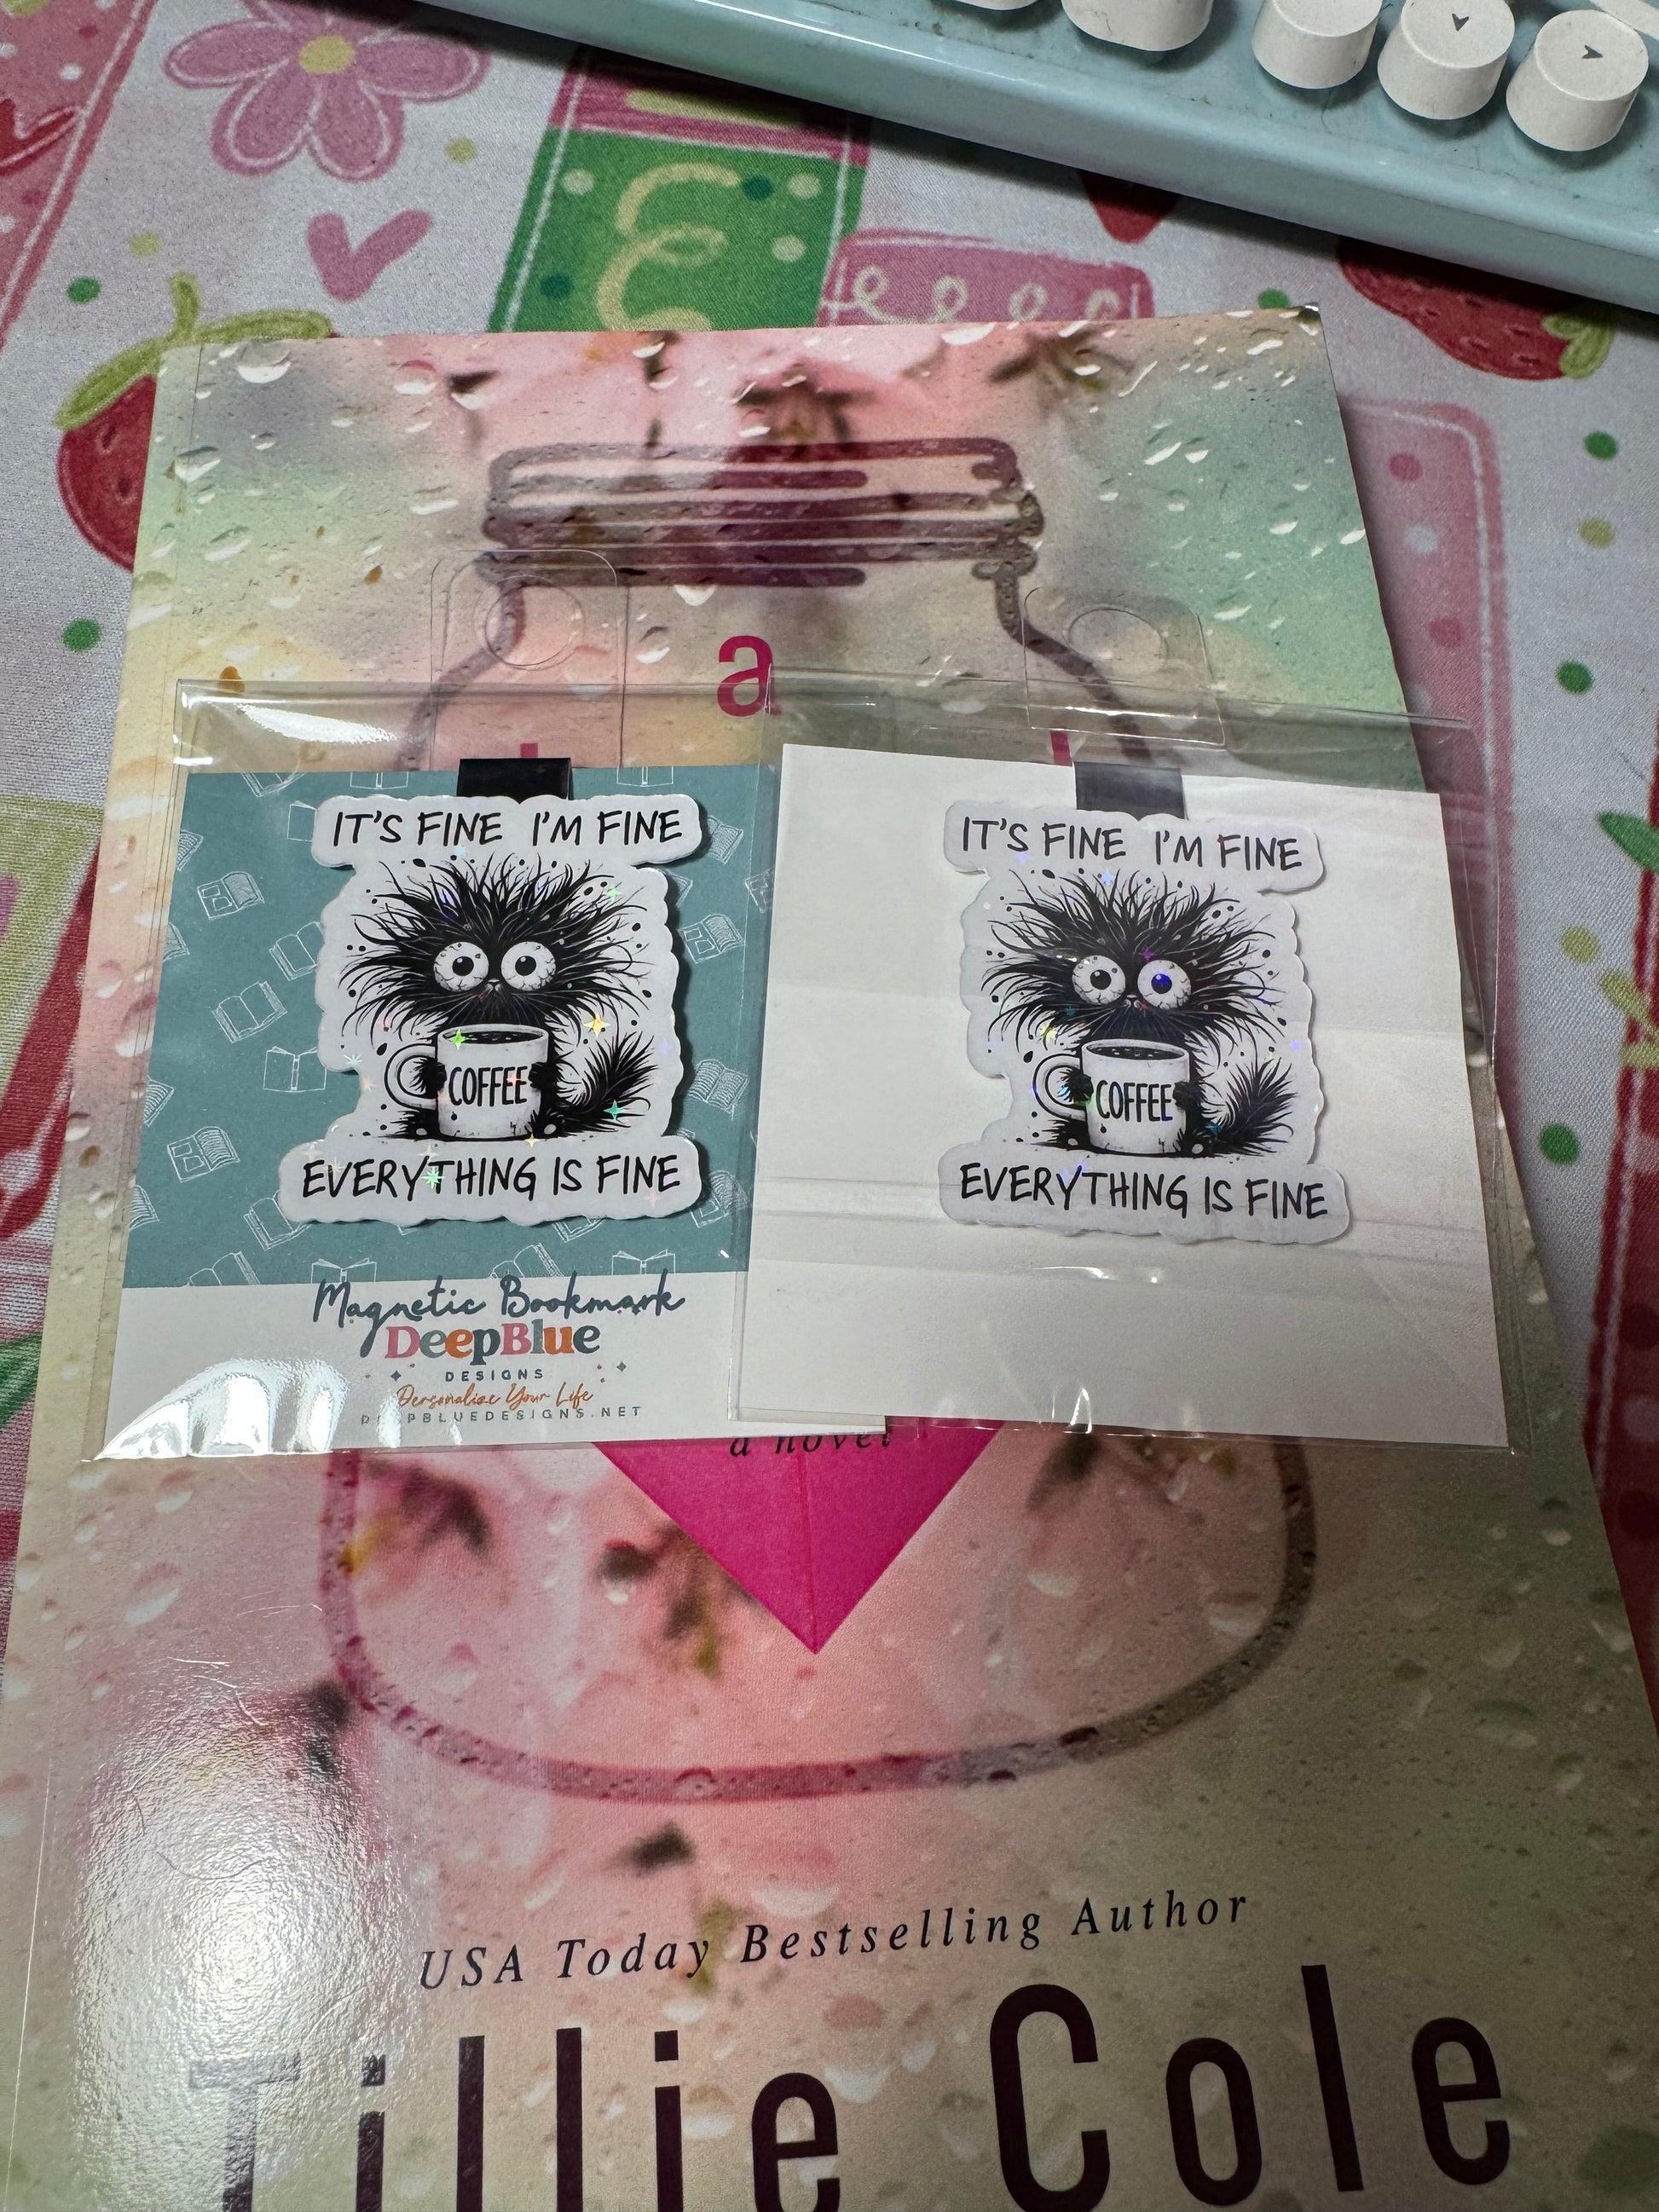 a
IT'S FINE I'M FINE
COFFEE
EVERYTHING IS FINE
Magnetic Bookmark
DeepBlue
DESIGNS
Personalize Your Life
DEEPBLUEDESIGNS.NET
IT'S FINE I'M FINE
COFFEE
EVERYTHING IS FINE
a novel
USA Today Bestselling Author
Tillie Cole